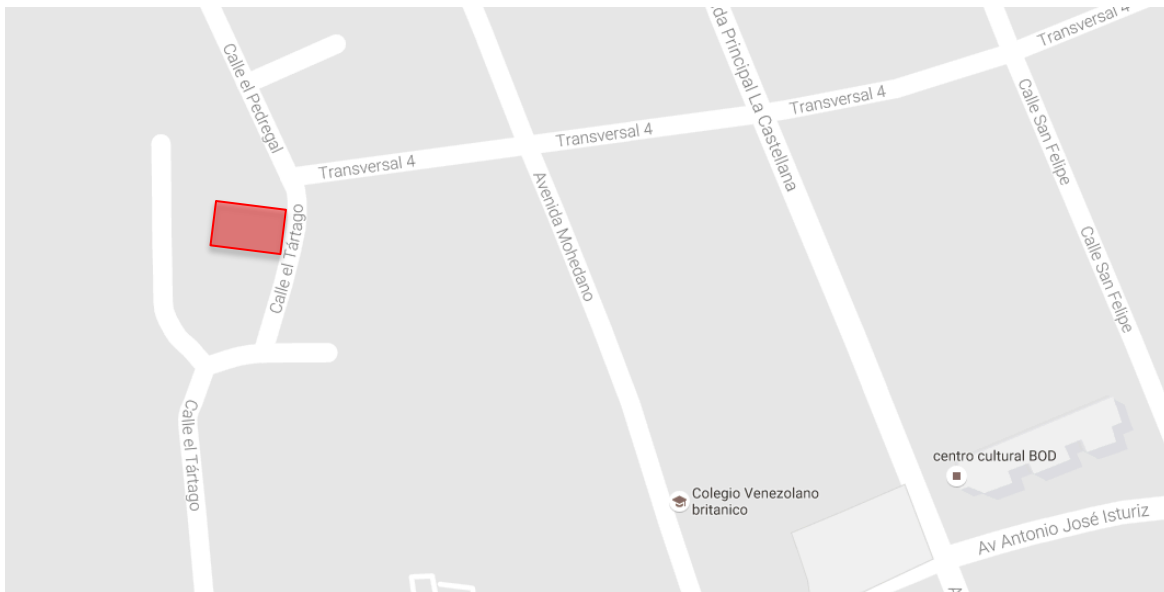 Calle el Pedregal
Transversal 4
Transversal 4
da Principal La Castellana
Transversal 4
Transversal 4
Calle San Felipe
Avenida Mohedano
Calle el Tártago
Calle San Felipe
Calle el Tártago
centro cultural BOD
Colegio Venezolano
britanico
Av Antonio José Isturiz
A